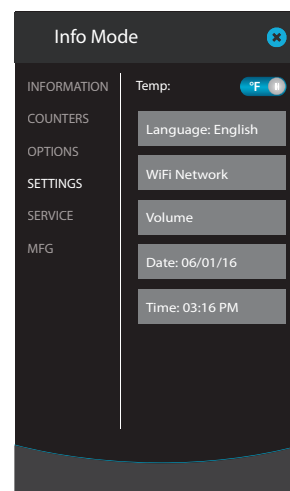 Info Mode
INFORMATION
COUNTERS
OPTIONS
SETTINGS
SERVICE
MFG
Temp: °F
Language: English
WiFi Network
Volume
Date: 06/01/16
Time: 03:16 PM